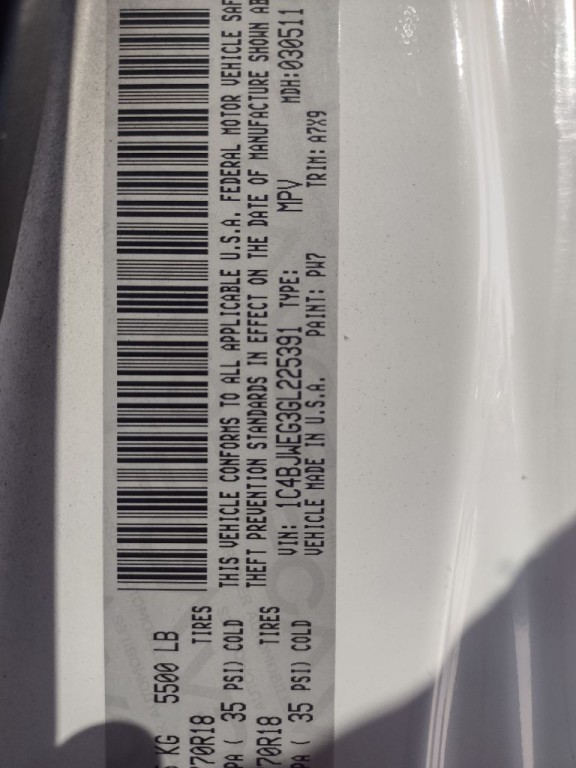 KG 5500 LB
70R18 TIRES
PA ( 35 PSI) COLD
70R18 TIRES
PA ( 35 PSI) COLD
THIS VEHICLE CONFORMS TO ALL APPLICABLE U.S.A. FEDERAL MOTOR VEHICLE SAF
THEFT PREVENTION STANDARDS IN EFFECT ON THE DATE OF MANUFACTURE SHOWN AB
VIN: 1C4BJWEG3GL225391 TYPE: MPV MDH:030511
VEHICLE MADE IN U.S.A. PAINT: PW7 TRIM: A7X9